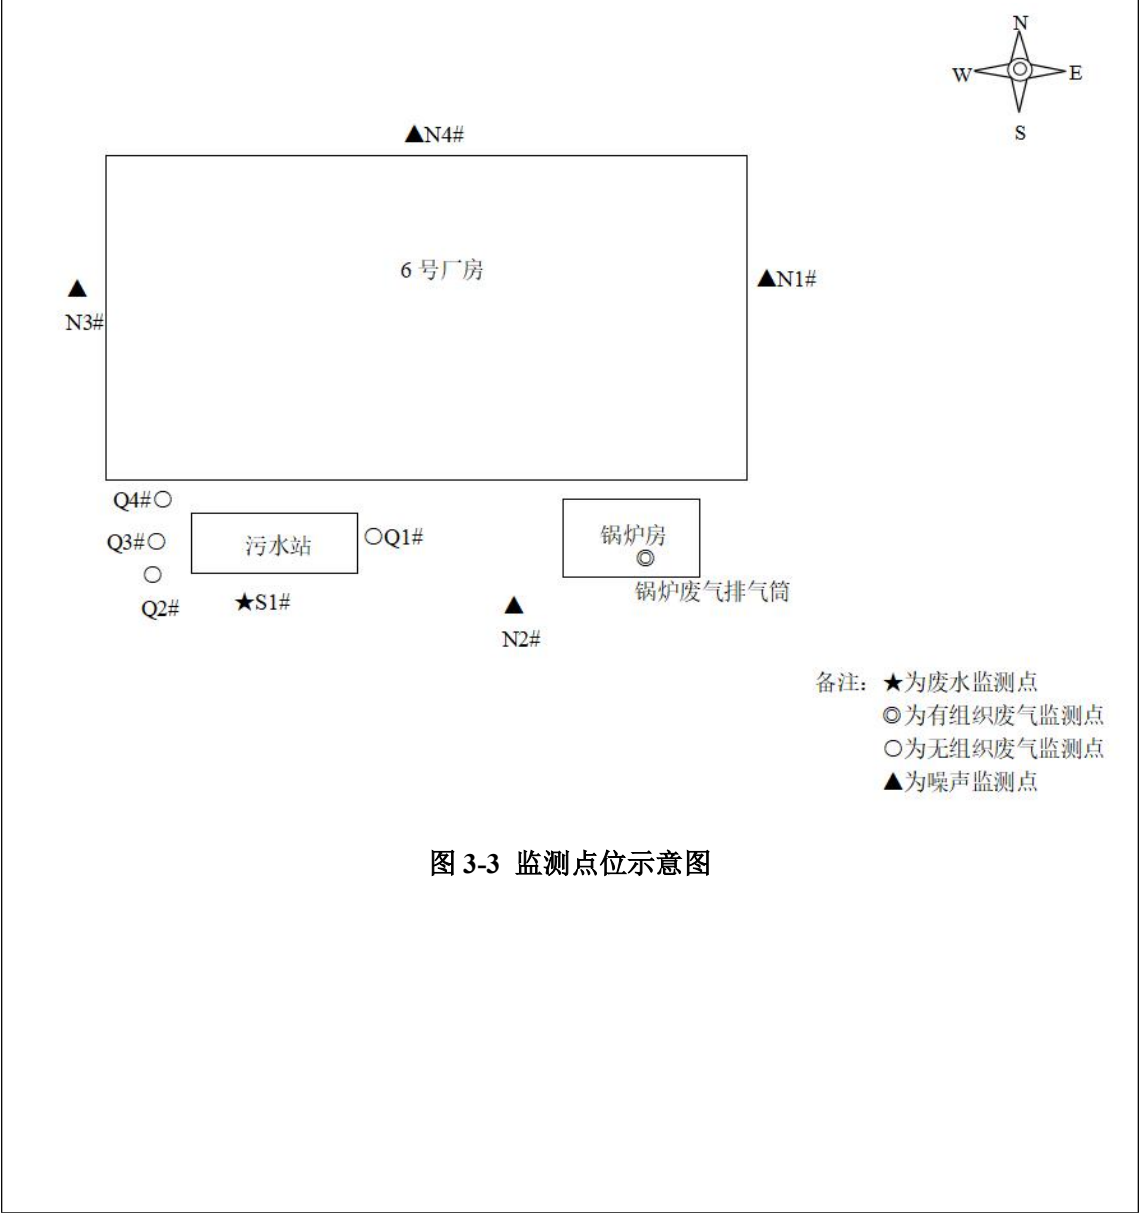 N
W E
S
▲N4#
6 号厂房
▲N1#
▲
N3#
Q4#○
Q3#○
污水站
○Q1#
锅炉房
◎
○
Q2#
★S1#
锅炉废气排气筒
▲
N2#
备注：★为废水监测点
◎为有组织废气监测点
○为无组织废气监测点
▲为噪声监测点
图 3-3 监测点位示意图